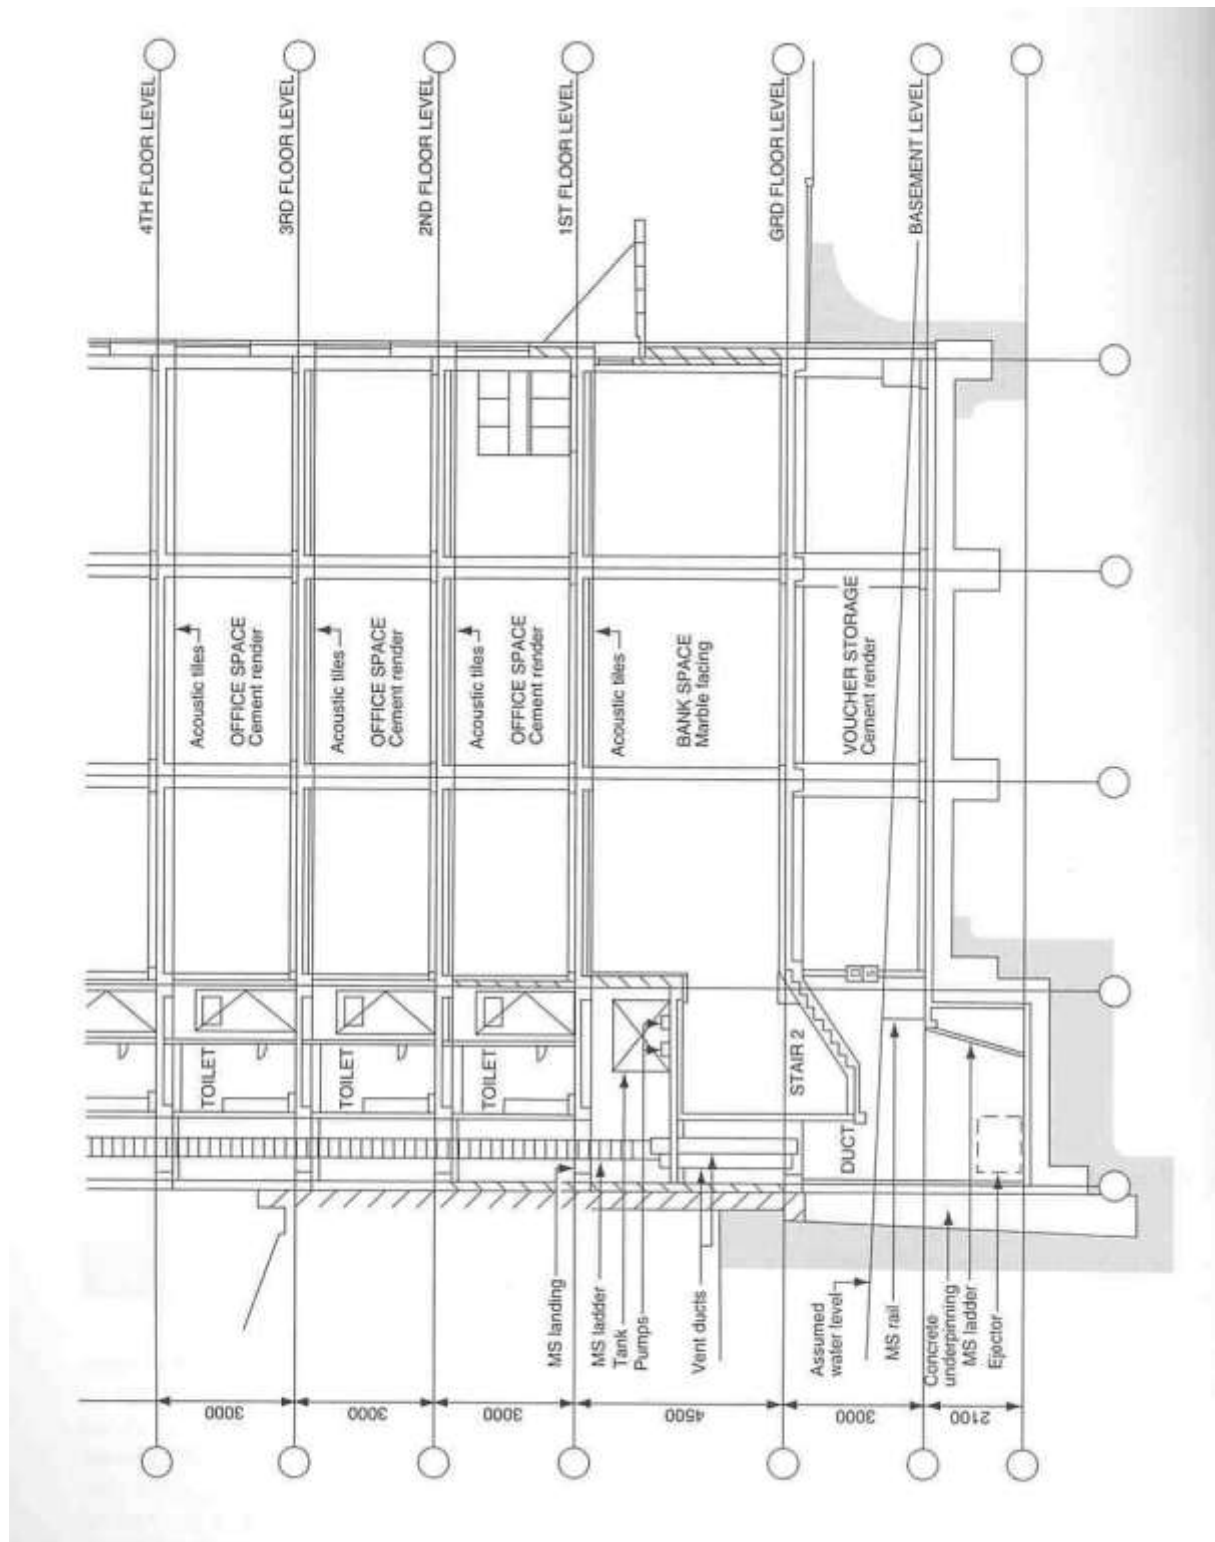 4TH FLOOR LEVEL
3RD FLOOR LEVEL
2ND FLOOR LEVEL
1ST FLOOR LEVEL
GRD FLOOR LEVEL
BASEMENT LEVEL
Acoustic tiles
OFFICE SPACE
Cement render
Acoustic tiles
OFFICE SPACE
Cement render
Acoustic tiles
OFFICE SPACE
Cement render
Acoustic tiles
BANK SPACE
Marble facing
VOUCHER STORAGE
Cement render
TOILET
TOILET
TOILET
STAIR 2
DUCT
D
S
MS landing
MS ladder
Tank
Pumps
Vent ducts
Assumed
water level
MS rail
Concrete
underpinning
MS ladder
Ejector
3000
3000
3000
4500
3000
2100